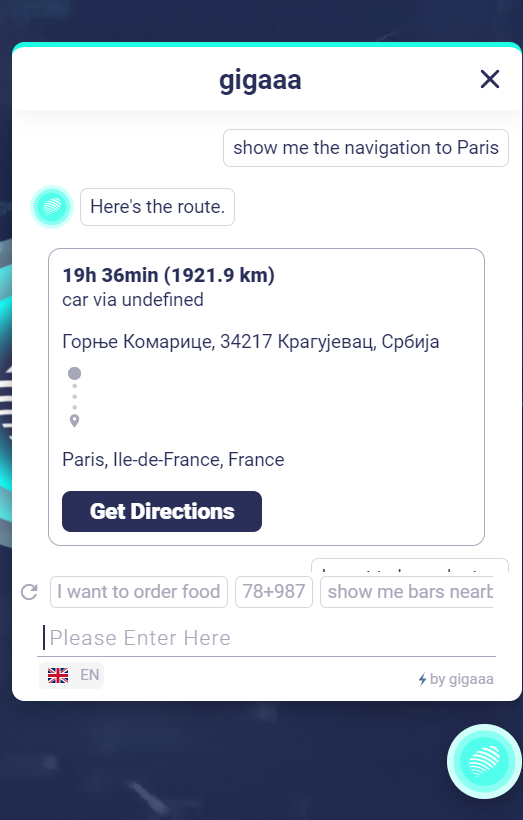 gigaaa
show me the navigation to Paris
Here's the route.
19h 36min (1921.9 km)
car via undefined
Горње Комарице, 34217 Крагујевац, Србија
Paris, Ile-de-France, France
Get Directions
I want to order food
78+987
show me bars nearb
Please Enter Here
EN
by gigaaa